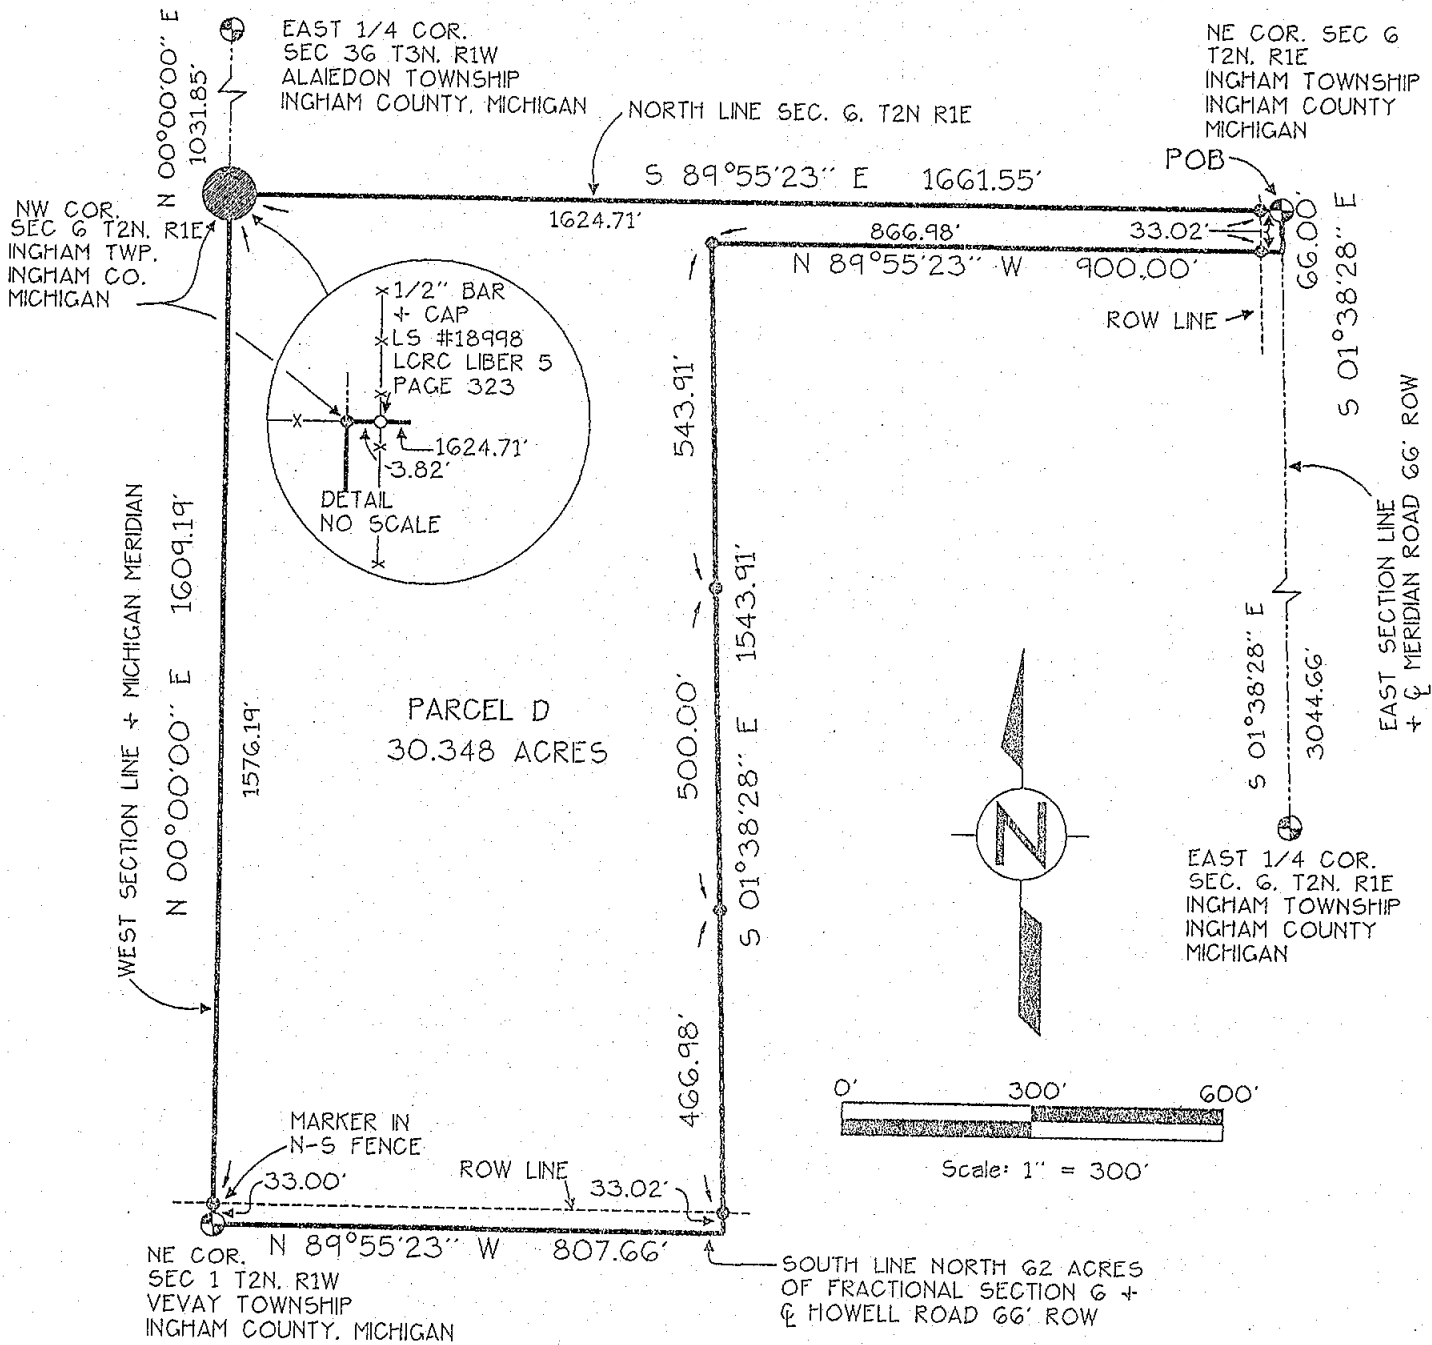 N 00°00'00" E
1031.85'
EAST 1/4 COR.
SEC 36 T3N, R1W
ALAIEDON TOWNSHIP
INGHAM COUNTY, MICHIGAN
NORTH LINE SEC. 6, T2N R1E
NE COR. SEC 6
T2N, R1E
INGHAM TOWNSHIP
INGHAM COUNTY
MICHIGAN
POB
S 89°55'23" E 1661.55'
1624.71'
866.98'
33.02'
N 89°55'23" W 900.00'
66.00'
S 01°38'28" E
ROW LINE
NW COR.
SEC 6 T2N, R1E
INGHAM TWP.
INGHAM CO.
MICHIGAN
1/2" BAR
+ CAP
LS #18998
LCRC LIBER 5
PAGE 323
1624.71'
3.82'
DETAIL
NO SCALE
543.91'
500.00'
466.98'
S 01°38'28" E 1543.91'
WEST SECTION LINE + MICHIGAN MERIDIAN
N 00°00'00" E 1609.19'
1576.19'
PARCEL D
30.348 ACRES
EAST SECTION LINE
+ ℄ MERIDIAN ROAD 66' ROW
S 01°38'28" E
3044.66'
N
EAST 1/4 COR.
SEC. 6, T2N, R1E
INGHAM TOWNSHIP
INGHAM COUNTY
MICHIGAN
0' 300' 600'
Scale: 1" = 300'
MARKER IN
N-S FENCE
33.00'
ROW LINE
33.02'
N 89°55'23" W 807.66'
NE COR.
SEC 1 T2N, R1W
VEVAY TOWNSHIP
INGHAM COUNTY, MICHIGAN
SOUTH LINE NORTH 62 ACRES
OF FRACTIONAL SECTION 6 +
℄ HOWELL ROAD 66' ROW